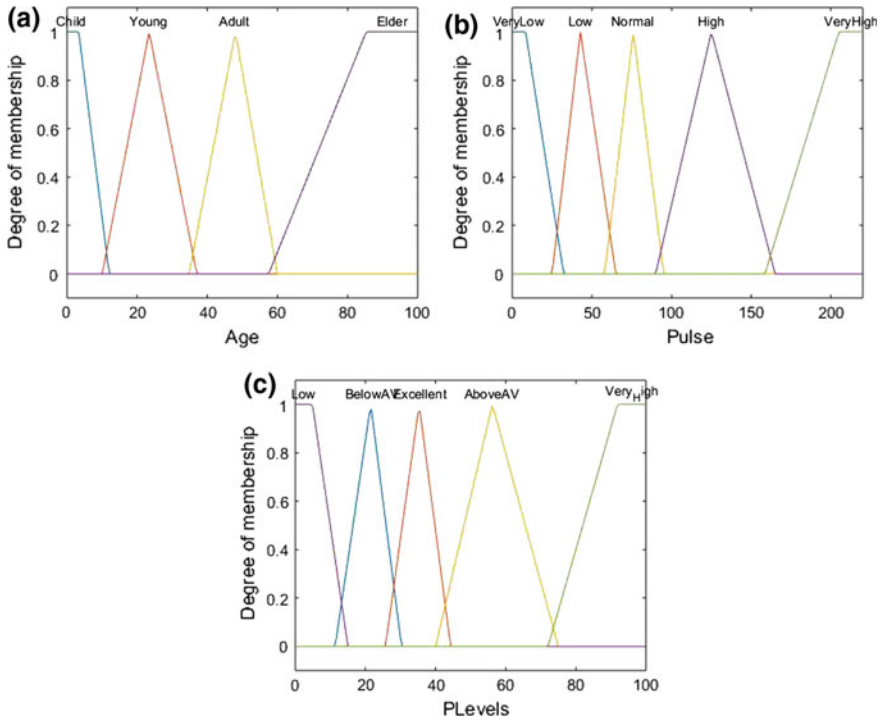 (a)
Child Young Adult Elder
1
0.8
0.6
0.4
0.2
0
Degree of membership
0 20 40 60 80 100
Age
(b)
VeryLow Low Normal High VeryHigh
1
0.8
0.6
0.4
0.2
0
Degree of membership
0 50 100 150 200
Pulse
(c)
Low BelowAV Excellent AboveAV Very_High
1
0.8
0.6
0.4
0.2
0
Degree of membership
0 20 40 60 80 100
PLevels